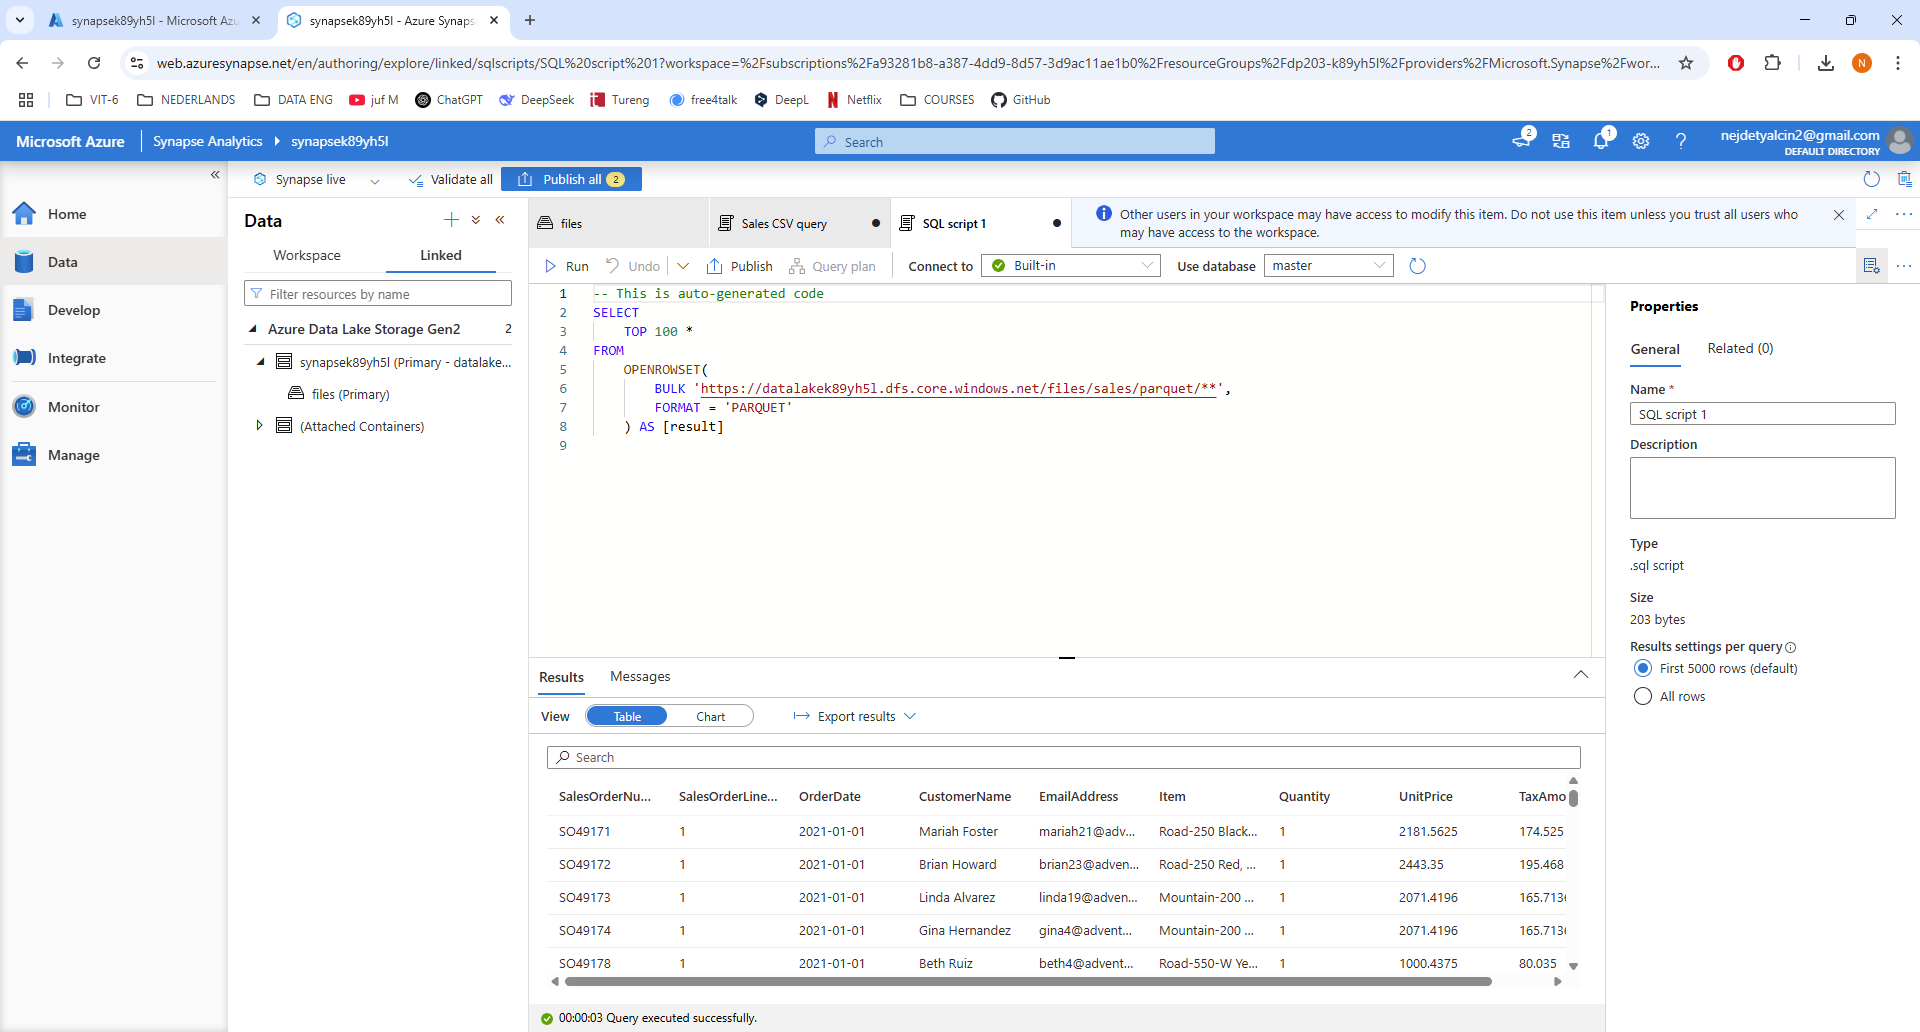 synapsek89yh5l - Microsoft Azu
synapsek89yh5l - Azure Synaps
web.azuresynapse.net/en/authoring/explore/linked/sqlscripts/SQL%20script%201?workspace=%2Fsubscriptions%2Fa93281b8-a387-4dd9-8d57-3d9ac11ae1b0%2FresourceGroups%2Fdp203-k89yh5l%2Fproviders%2FMicrosoft.Synapse%2Fwor...
N
VIT-6
NEDERLANDS
DATA ENG
juf M
ChatGPT
DeepSeek
Tureng
free4talk
DeepL
Netflix
COURSES
GitHub
Microsoft Azure
Synapse Analytics
synapsek89yh5l
Search
2
1
nejdetyalcin2@gmail.com
DEFAULT DIRECTORY
Home
Data
Develop
Integrate
Monitor
Manage
Synapse live
Validate all
Publish all 2
Data
Workspace
Linked
Filter resources by name
Azure Data Lake Storage Gen2 2
synapsek89yh5l (Primary - datalake...
files (Primary)
(Attached Containers)
files
Sales CSV query
SQL script 1
Other users in your workspace may have access to modify this item. Do not use this item unless you trust all users who
may have access to the workspace.
Run
Undo
Publish
Query plan
Connect to
Built-in
Use database
master
1 -- This is auto-generated code
2 SELECT
3 TOP 100 *
4 FROM
5 OPENROWSET(
6 BULK 'https://datalakek89yh5l.dfs.core.windows.net/files/sales/parquet/**',
7 FORMAT = 'PARQUET'
8 ) AS [result]
9
Results
Messages
View
Table
Chart
Export results
Search
SalesOrderNu... SalesOrderLine... OrderDate CustomerName EmailAddress Item Quantity UnitPrice TaxAmo
SO49171 1 2021-01-01 Mariah Foster mariah21@adv... Road-250 Black... 1 2181.5625 174.525
SO49172 1 2021-01-01 Brian Howard brian23@adven... Road-250 Red, ... 1 2443.35 195.468
SO49173 1 2021-01-01 Linda Alvarez linda19@adven... Mountain-200 ... 1 2071.4196 165.7136
SO49174 1 2021-01-01 Gina Hernandez gina4@advent... Mountain-200 ... 1 2071.4196 165.7136
SO49178 1 2021-01-01 Beth Ruiz beth4@advent... Road-550-W Ye... 1 1000.4375 80.035
00:00:03 Query executed successfully.
Properties
General
Related (0)
Name *
SQL script 1
Description
Type
.sql script
Size
203 bytes
Results settings per query
First 5000 rows (default)
All rows